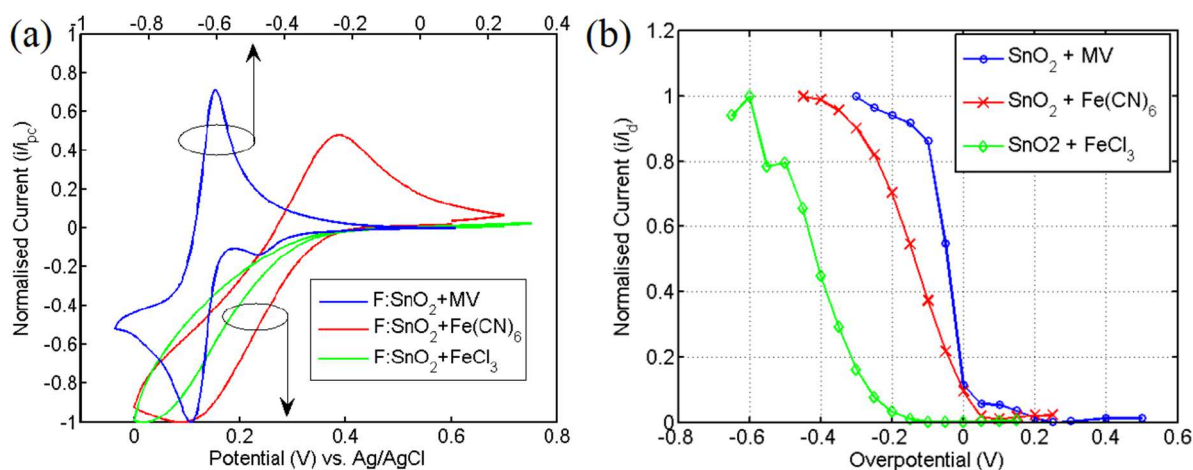 (a)
-1 -0.8 -0.6 -0.4 -0.2 0 0.2 0.4
1
0.8
0.6
0.4
0.2
0
-0.2
-0.4
-0.6
-0.8
-1
Normalised Current (i/i_pc)
F:SnO₂+MV
F:SnO₂+Fe(CN)₆
F:SnO₂+FeCl₃
0 0.2 0.4 0.6 0.8
Potential (V) vs. Ag/AgCl
(b)
1.2
1
0.8
0.6
0.4
0.2
0
Normalised Current (i/i_d)
SnO₂ + MV
SnO₂ + Fe(CN)₆
SnO2 + FeCl₃
-0.8 -0.6 -0.4 -0.2 0 0.2 0.4 0.6
Overpotential (V)